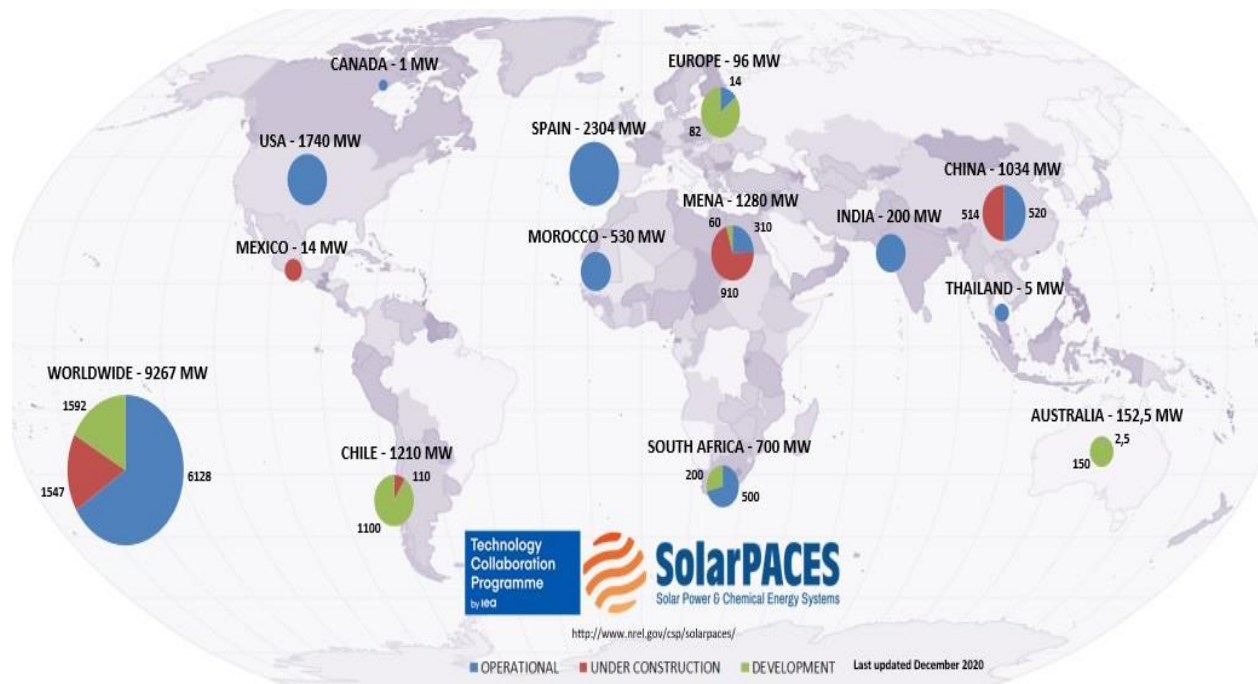 CANADA - 1 MW
EUROPE - 96 MW
14
82
USA - 1740 MW
SPAIN - 2304 MW
CHINA - 1034 MW
514
520
MENA - 1280 MW
60
310
910
INDIA - 200 MW
MOROCCO - 530 MW
MEXICO - 14 MW
THAILAND - 5 MW
WORLDWIDE - 9267 MW
1592
1547
6128
CHILE - 1210 MW
110
1100
SOUTH AFRICA - 700 MW
200
500
AUSTRALIA - 152,5 MW
2,5
150
Technology
Collaboration
Programme
by iea
SolarPACES
Solar Power & Chemical Energy Systems
http://www.nrel.gov/csp/solarpaces/
OPERATIONAL UNDER CONSTRUCTION DEVELOPMENT Last updated December 2020